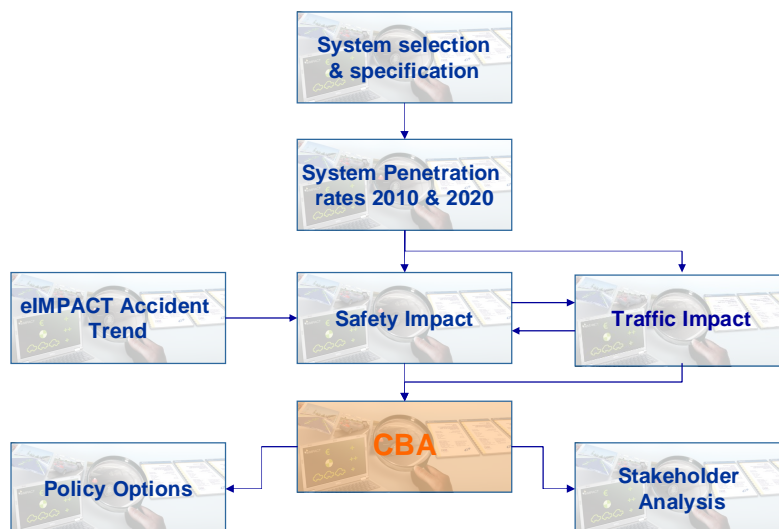 System selection
& specification
System Penetration
rates 2010 & 2020
eIMPACT Accident
Trend
Safety Impact
Traffic Impact
CBA
Policy Options
Stakeholder
Analysis